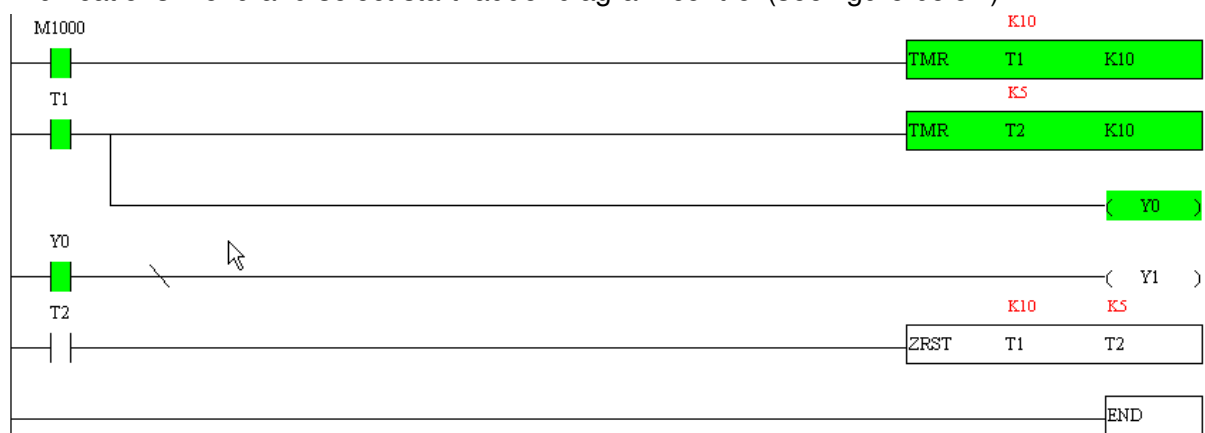 M1000
K10
TMR T1 K10
T1
K5
TMR T2 K10
( Y0 )
Y0
( Y1 )
T2
K10 K5
ZRST T1 T2
END